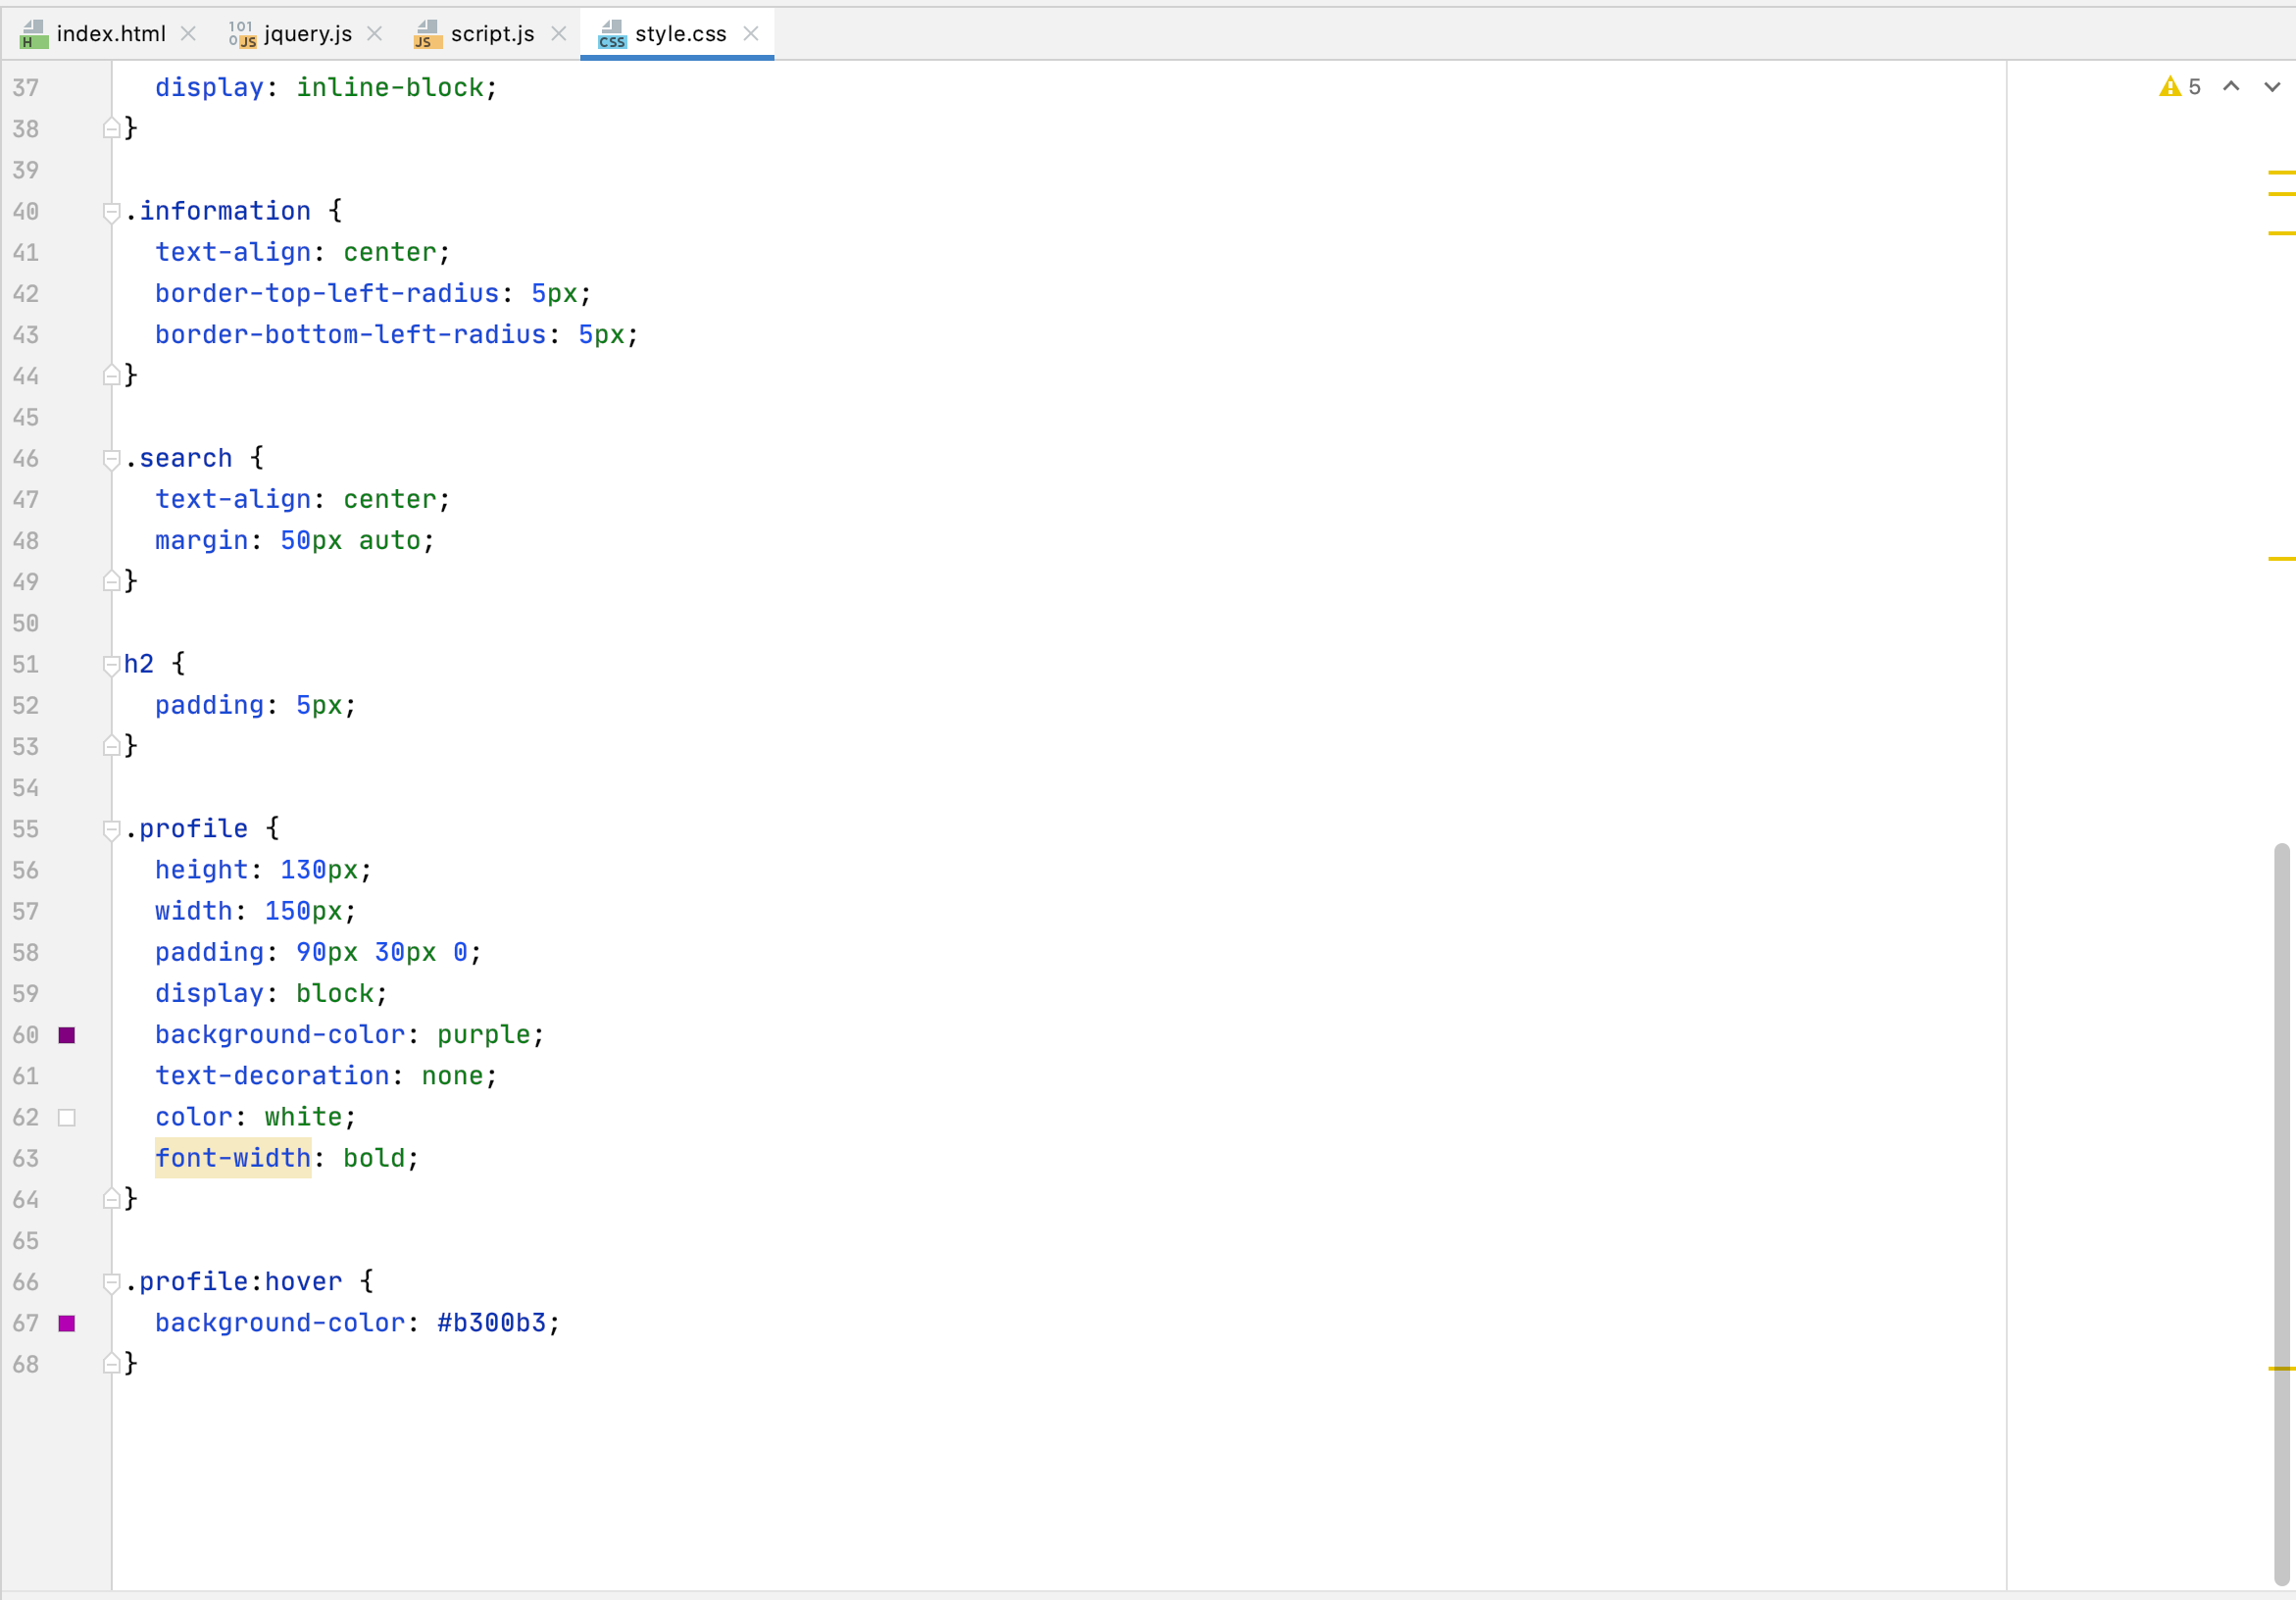 index.html jquery.js script.js style.css
37 display: inline-block; 5
38 }
39
40 .information {
41 text-align: center;
42 border-top-left-radius: 5px;
43 border-bottom-left-radius: 5px;
44 }
45
46 .search {
47 text-align: center;
48 margin: 50px auto;
49 }
50
51 h2 {
52 padding: 5px;
53 }
54
55 .profile {
56 height: 130px;
57 width: 150px;
58 padding: 90px 30px 0;
59 display: block;
60 background-color: purple;
61 text-decoration: none;
62 color: white;
63 font-width: bold;
64 }
65
66 .profile:hover {
67 background-color: #b300b3;
68 }